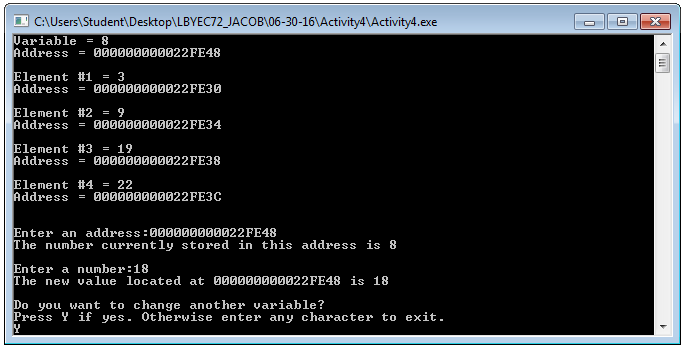 C:\Users\Student\Desktop\LBYEC72_JACOB\06-30-16\Activity4\Activity4.exe
Variable = 8
Address = 000000000022FE48
Element #1 = 3
Address = 000000000022FE30
Element #2 = 9
Address = 000000000022FE34
Element #3 = 19
Address = 000000000022FE38
Element #4 = 22
Address = 000000000022FE3C
Enter an address:000000000022FE48
The number currently stored in this address is 8
Enter a number:18
The new value located at 000000000022FE48 is 18
Do you want to change another variable?
Press Y if yes. Otherwise enter any character to exit.
Y